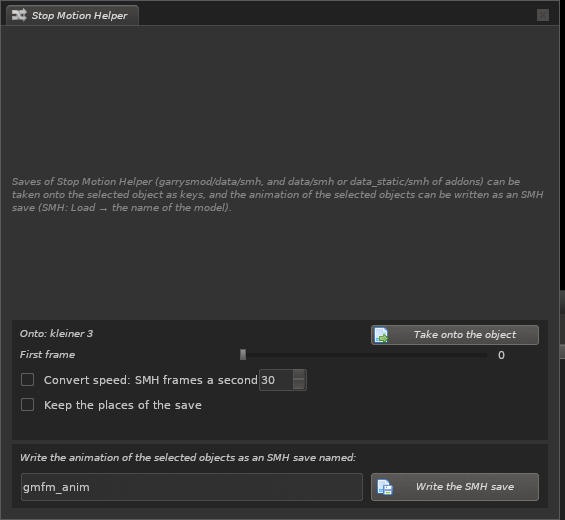 Stop Motion Helper
Saves of Stop Motion Helper (garrysmod/data/smh, and data/smh or data_static/smh of addons) can be
taken onto the selected object as keys, and the animation of the selected objects can be written as an SMH
save (SMH: Load → the name of the model).
Onto: kleiner 3
Take onto the object
First frame
0
Convert speed: SMH frames a second 30
Keep the places of the save
Write the animation of the selected objects as an SMH save named:
gmfm_anim
Write the SMH save